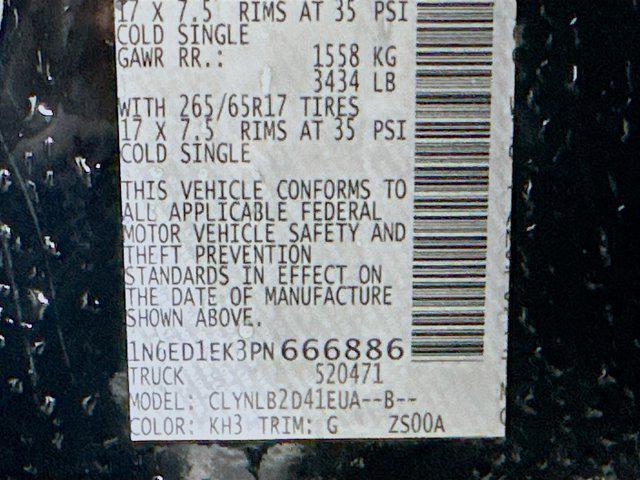 17 X 7.5 RIMS AT 35 PSI
COLD SINGLE
GAWR RR.: 1558 KG
3434 LB
WITH 265/65R17 TIRES
17 X 7.5 RIMS AT 35 PSI
COLD SINGLE
THIS VEHICLE CONFORMS TO
ALL APPLICABLE FEDERAL
MOTOR VEHICLE SAFETY AND
THEFT PREVENTION
STANDARDS IN EFFECT ON
THE DATE OF MANUFACTURE
SHOWN ABOVE.
1N6ED1EK3PN666886
TRUCK 520471
MODEL: CLYNLB2D41EUA--B--
COLOR: KH3 TRIM: G ZS00A